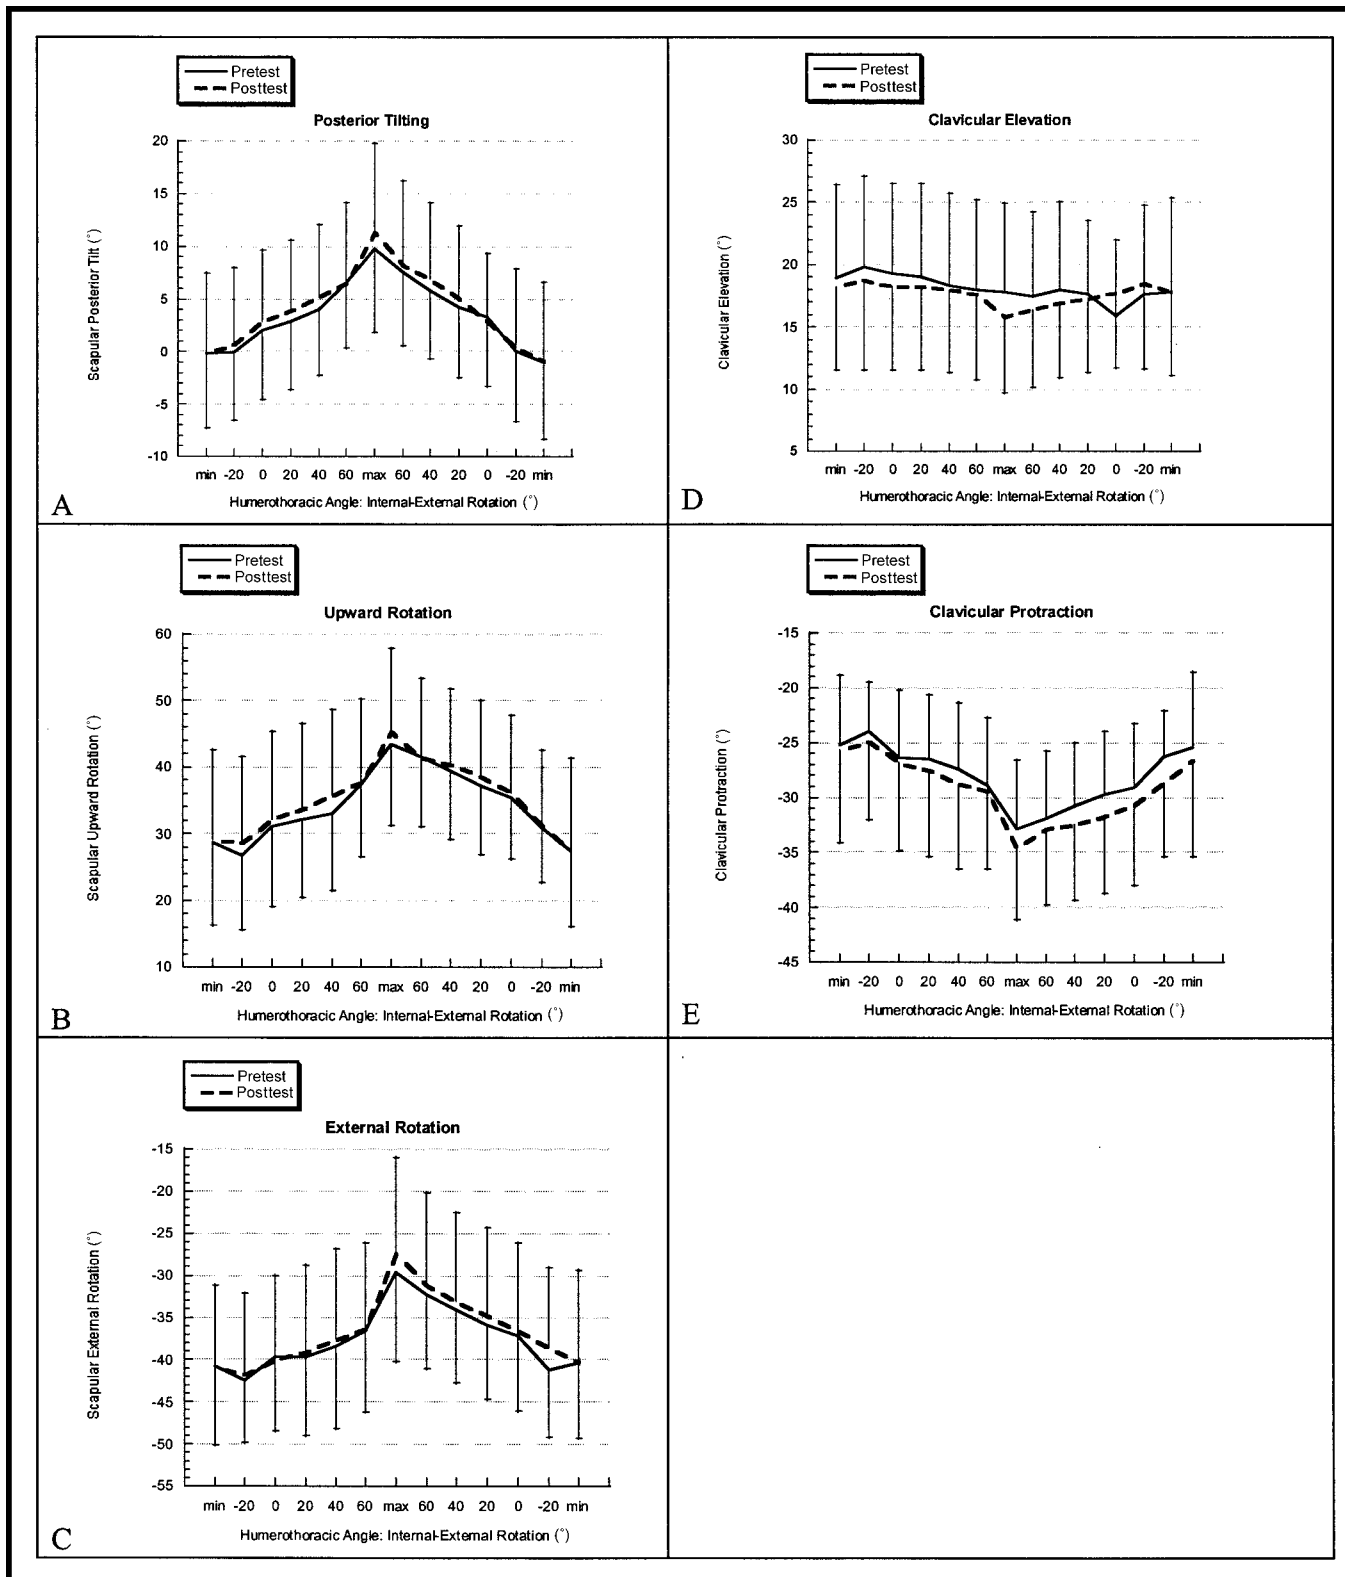 Pretest
Posttest
Posterior Tilting
20
15
10
5
0
-5
-10
Scapular Posterior Tilt (°)
min -20 0 20 40 60 max 60 40 20 0 -20 min
Humerothoracic Angle: Internal-External Rotation (°)
A
Pretest
Posttest
Clavicular Elevation
30
25
20
15
10
5
Clavicular Elevation (°)
min -20 0 20 40 60 max 60 40 20 0 -20 min
Humerothoracic Angle: Internal-External Rotation (°)
D
Pretest
Posttest
Upward Rotation
60
50
40
30
20
10
Scapular Upward Rotation (°)
min -20 0 20 40 60 max 60 40 20 0 -20 min
Humerothoracic Angle: Internal-External Rotation (°)
B
Pretest
Posttest
Clavicular Protraction
-15
-20
-25
-30
-35
-40
-45
Clavicular Protraction (°)
min -20 0 20 40 60 max 60 40 20 0 -20 min
Humerothoracic Angle: Internal-External Rotation (°)
E
Pretest
Posttest
External Rotation
-15
-20
-25
-30
-35
-40
-45
-50
-55
Scapular External Rotation (°)
min -20 0 20 40 60 max 60 40 20 0 -20 min
Humerothoracic Angle: Internal-External Rotation (°)
C